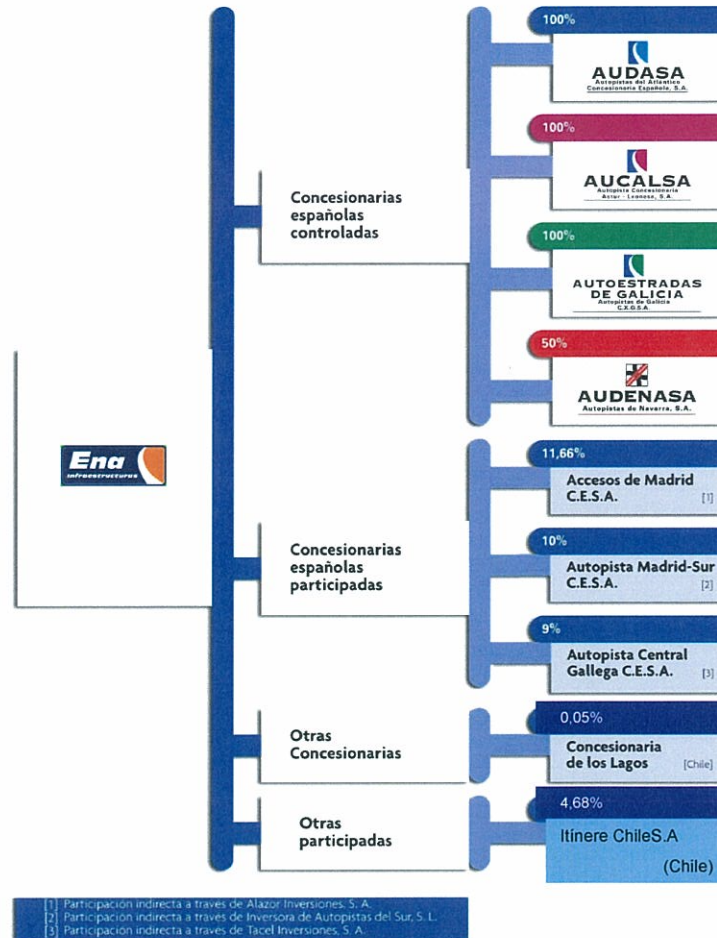 Ena
infraestructuras
Concesionarias
españolas
controladas
100%
AUDASA
Autopistas del Atlántico
Concesionaria Española, S.A.
100%
AUCALSA
Autopista Concesionaria
Astur - Leonesa, S.A.
100%
AUTOESTRADAS
DE GALICIA
Autopistas de Galicia
C.X.G.S.A.
50%
AUDENASA
Autopistas de Navarra, S.A.
Concesionarias
españolas
participadas
11,66%
Accesos de Madrid
C.E.S.A. [1]
10%
Autopista Madrid-Sur
C.E.S.A. [2]
9%
Autopista Central
Gallega C.E.S.A. [3]
Otras
Concesionarias
0,05%
Concesionaria
de los Lagos [Chile]
Otras
participadas
4,68%
Itínere ChileS.A
(Chile)
[1] Participación indirecta a través de Alazor Inversiones, S. A.
[2] Participación indirecta a través de Inversora de Autopistas del Sur, S. L.
[3] Participación indirecta a través de Tacel Inversiones, S. A.